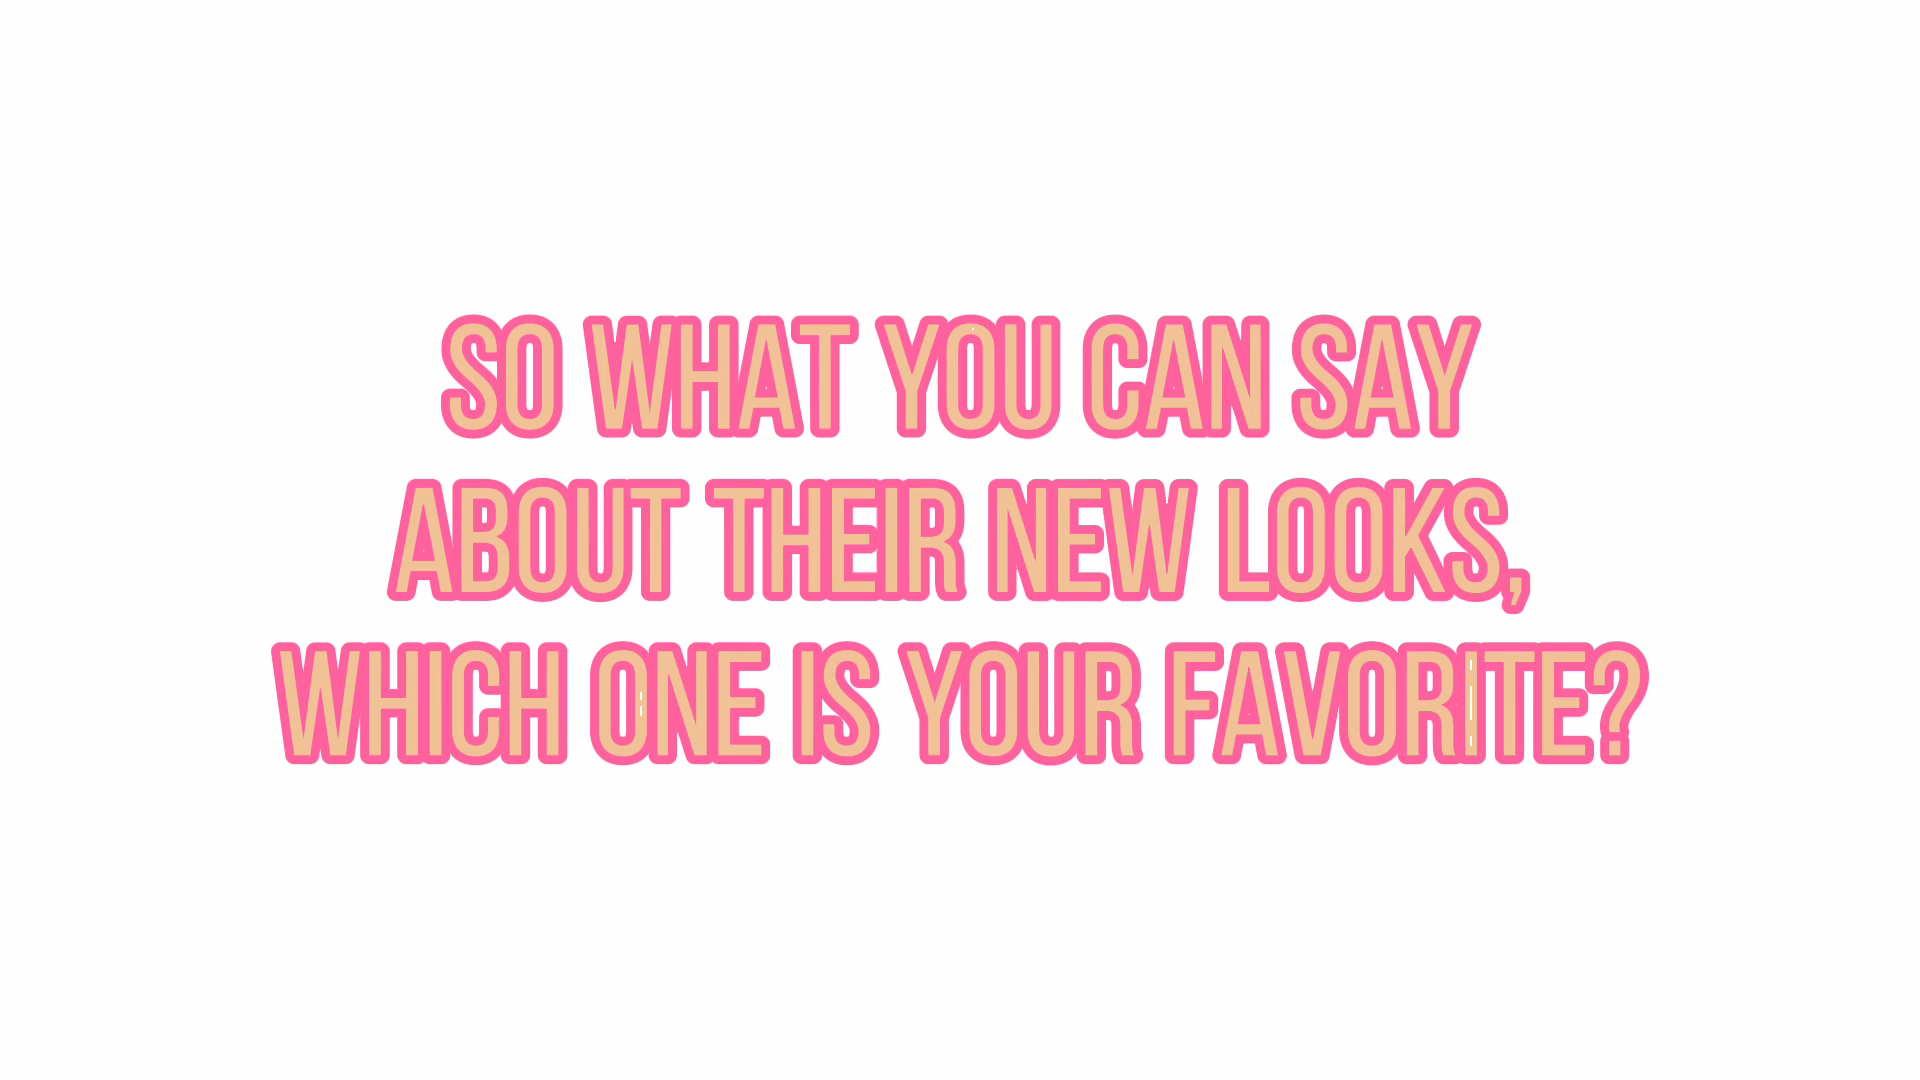 SO WHAT YOU CAN SAY
ABOUT THEIR NEW LOOKS,
WHICH ONE IS YOUR FAVORITE?